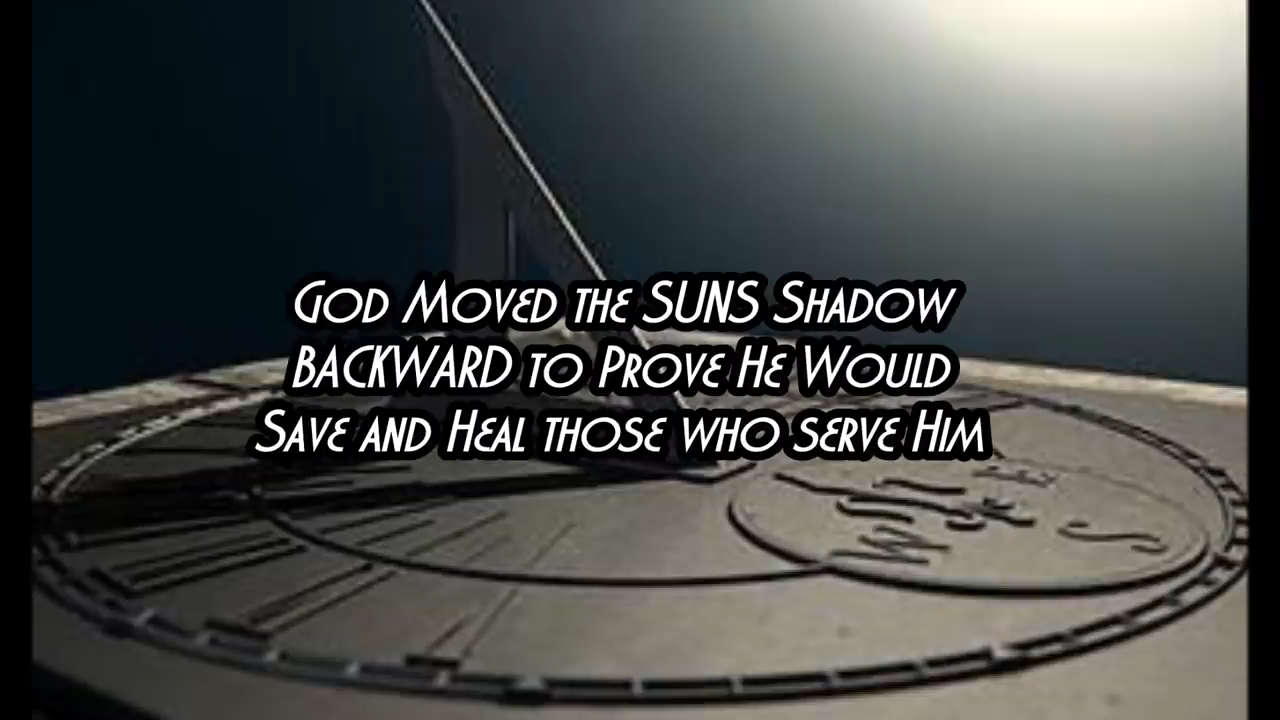 God Moved the SUNS Shadow
BACKWARD to Prove He Would
Save and Heal those who serve Him